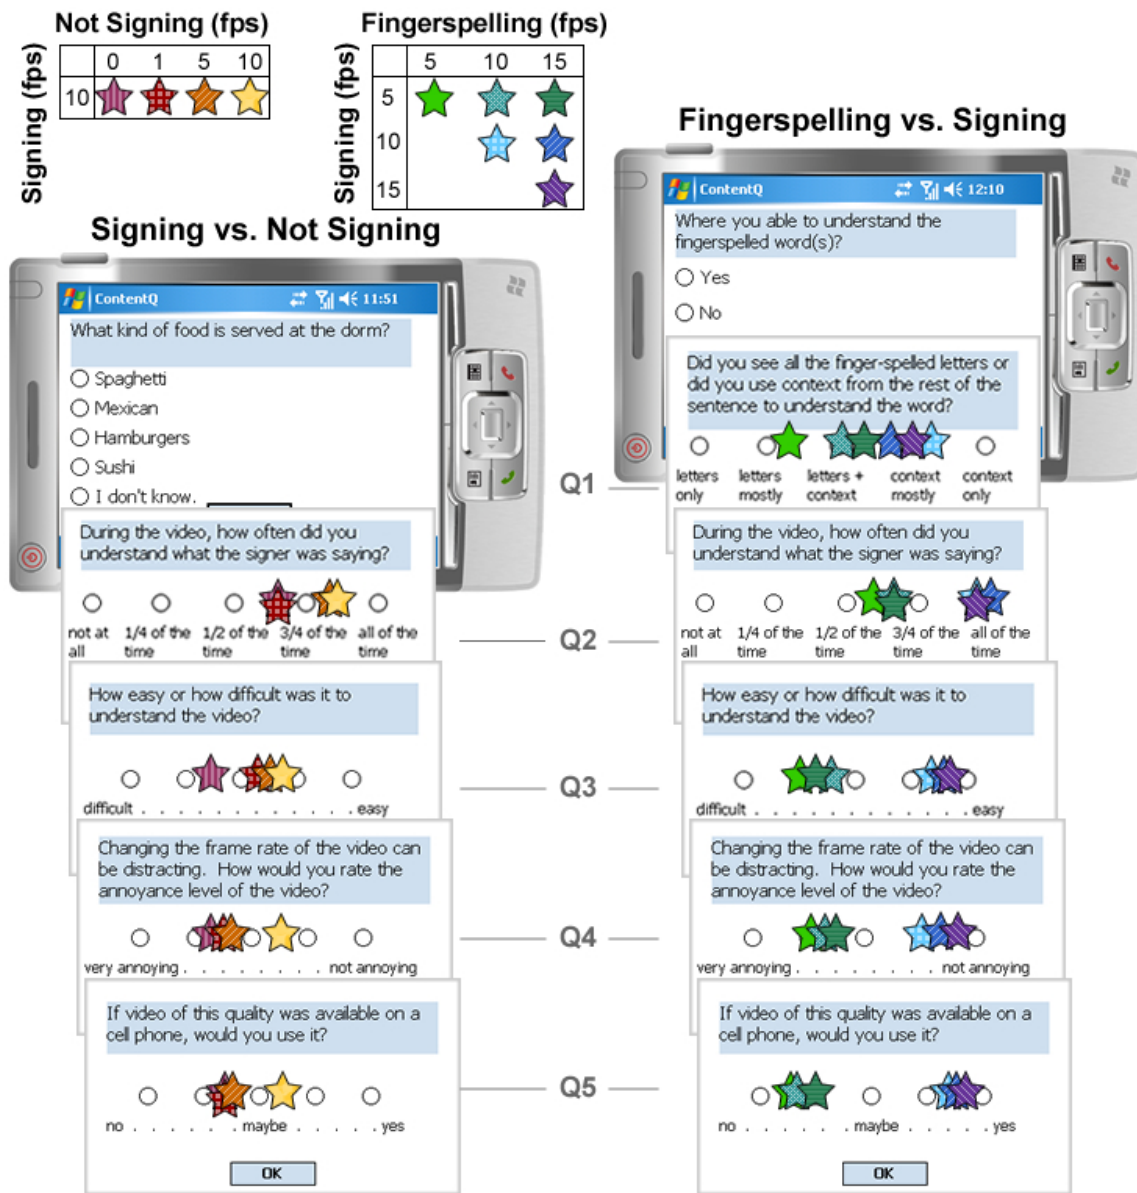 Not Signing (fps)
Signing (fps)
0 1 5 10
10
Fingerspelling (fps)
Signing (fps)
5 10 15
5
10
15
Signing vs. Not Signing
ContentQ 11:51
What kind of food is served at the dorm?
Spaghetti
Mexican
Hamburgers
Sushi
I don't know.
During the video, how often did you
understand what the signer was saying?
not at all
1/4 of the time
1/2 of the time
3/4 of the time
all of the time
How easy or how difficult was it to
understand the video?
difficult . . . . . . . . . . . . . easy
Changing the frame rate of the video can
be distracting. How would you rate the
annoyance level of the video?
very annoying . . . . . . . . . not annoying
If video of this quality was available on a
cell phone, would you use it?
no . . . . . . maybe . . . . . yes
OK
Q1
Q2
Q3
Q4
Q5
Fingerspelling vs. Signing
ContentQ 12:10
Where you able to understand the
fingerspelled word(s)?
Yes
No
Did you see all the finger-spelled letters or
did you use context from the rest of the
sentence to understand the word?
letters only
letters mostly
letters + context
context mostly
context only
During the video, how often did you
understand what the signer was saying?
not at all
1/4 of the time
1/2 of the time
3/4 of the time
all of the time
How easy or how difficult was it to
understand the video?
difficult . . . . . . . . . . . . . easy
Changing the frame rate of the video can
be distracting. How would you rate the
annoyance level of the video?
very annoying . . . . . . . . . not annoying
If video of this quality was available on a
cell phone, would you use it?
no . . . . . . maybe . . . . . yes
OK